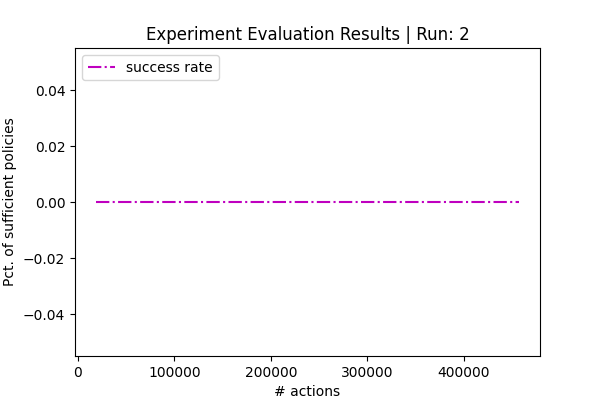 Experiment Evaluation Results | Run: 2
success rate
Pct. of sufficient policies
0.04
0.02
0.00
−0.02
−0.04
0 100000 200000 300000 400000
# actions